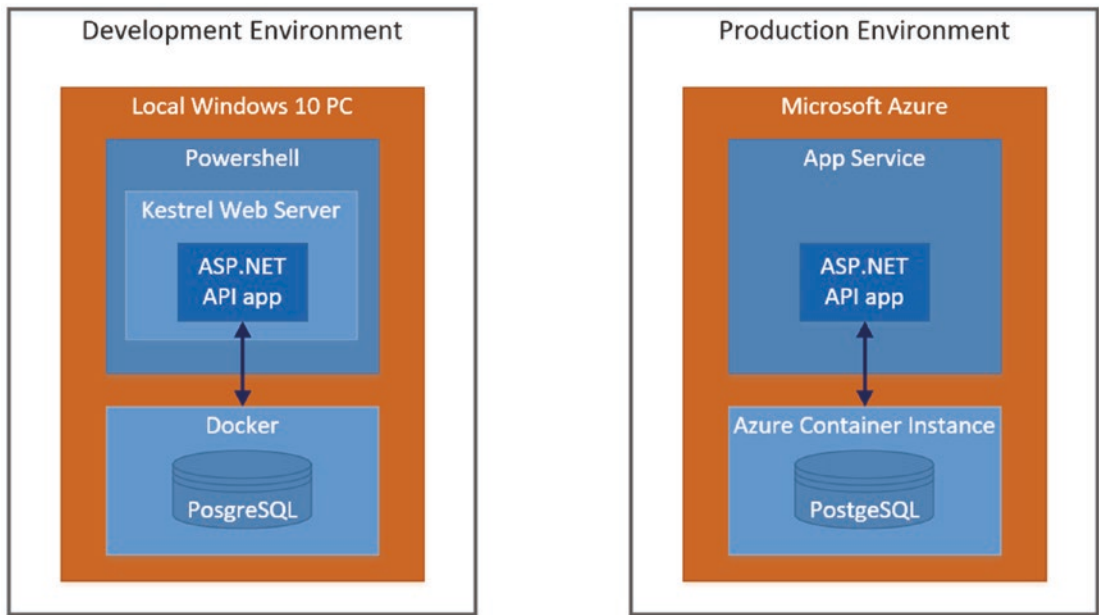 Development Environment
Local Windows 10 PC
Powershell
Kestrel Web Server
ASP.NET
API app
Docker
PosgreSQL
Production Environment
Microsoft Azure
App Service
ASP.NET
API app
Azure Container Instance
PostgeSQL